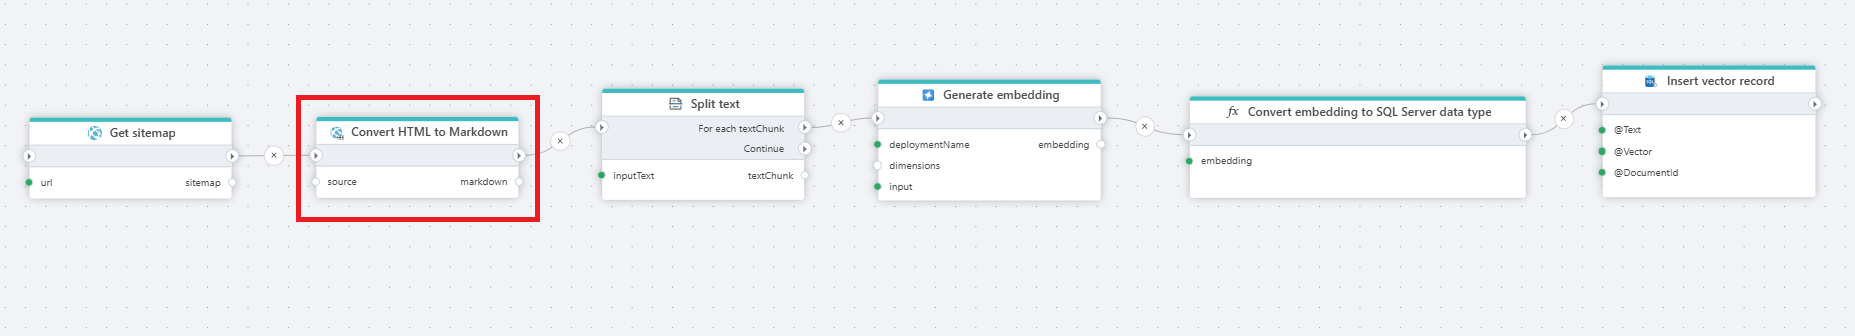 Get sitemap
url
sitemap
Convert HTML to Markdown
source
markdown
Split text
For each textChunk
Continue
inputText
textChunk
Generate embedding
deploymentName
embedding
dimensions
input
fx Convert embedding to SQL Server data type
embedding
SQL Insert vector record
@Text
@Vector
@DocumentId